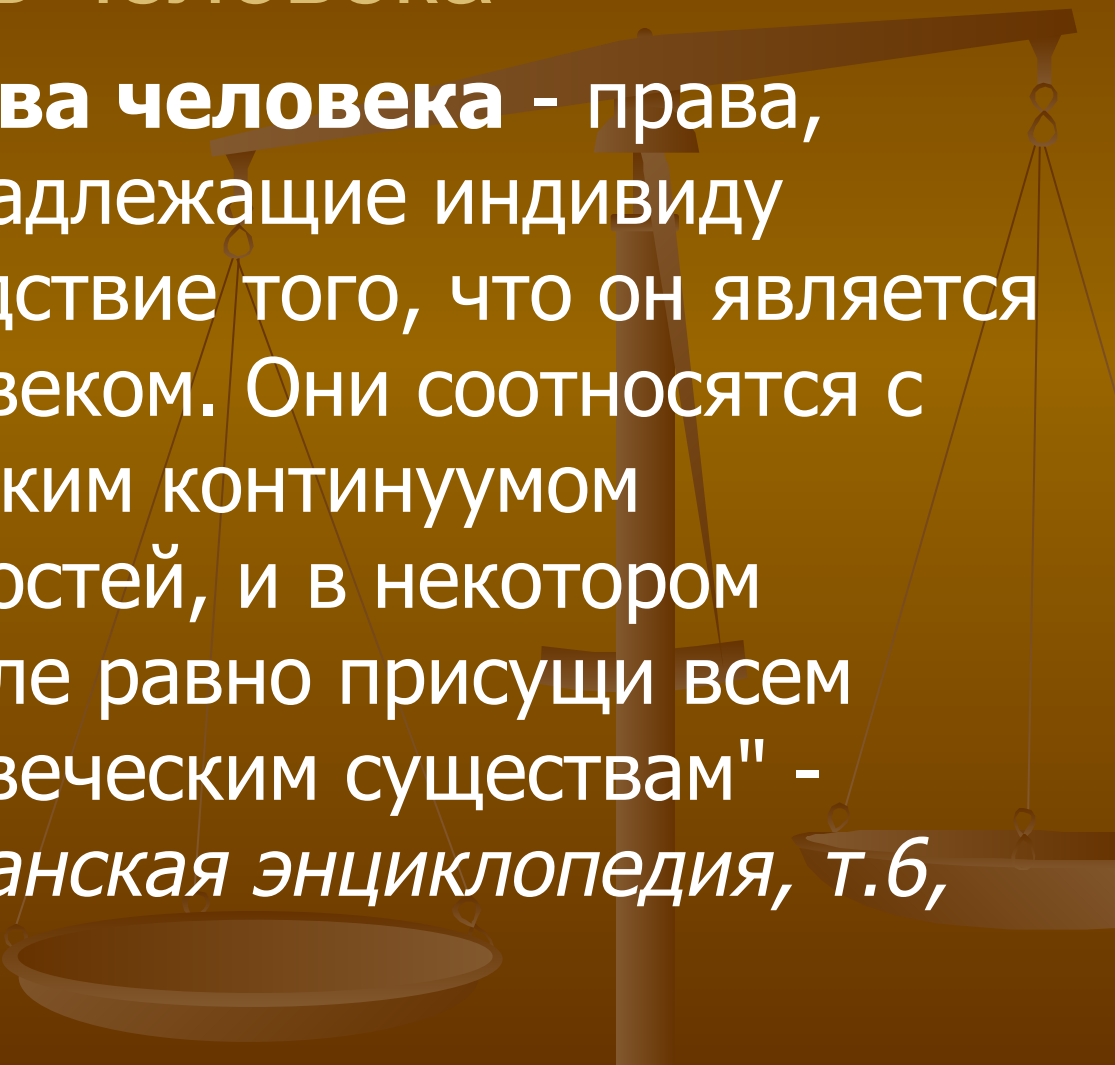 в человека
ва человека - права,
адлежащие индивиду
дствие того, что он является
веком. Они соотносятся с
ким континуумом
остей, и в некотором
ле равно присущи всем
веческим существам" -
анская энциклопедия, т.6,